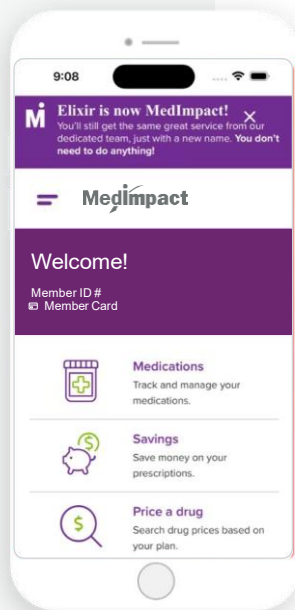 9:08
Elixir is now MedImpact!
You'll still get the same great service from our
dedicated team, just with a new name. You don't
need to do anything!
Medimpact
Welcome!
Member ID #
Member Card
Medications
Track and manage your
medications.
Savings
Save money on your
prescriptions.
Price a drug
Search drug prices based on
your plan.